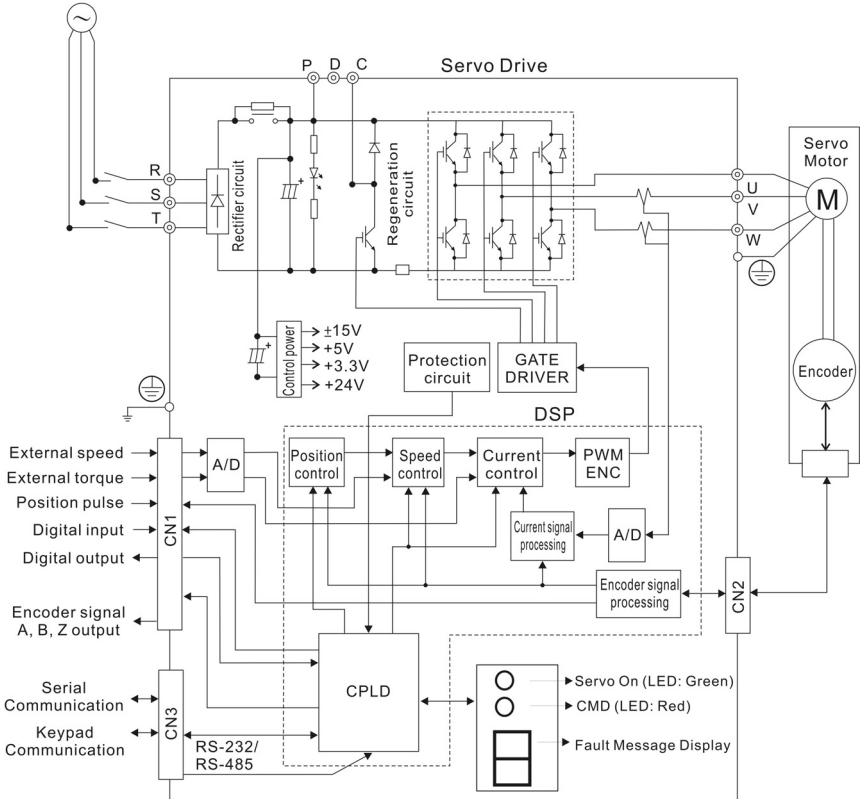 P D C
Servo Drive
Servo
Motor
R
S
T
Rectifier circuit
Regeneration
circuit
U
V
W
M
Control power
±15V
+5V
+3.3V
+24V
Protection
circuit
GATE
DRIVER
Encoder
DSP
External speed
External torque
Position pulse
Digital input
Digital output
Encoder signal
A, B, Z output
CN1
A/D
Position
control
Speed
control
Current
control
PWM
ENC
Current signal
processing
A/D
Encoder signal
processing
CN2
CPLD
Servo On (LED: Green)
CMD (LED: Red)
Fault Message Display
Serial
Communication
Keypad
Communication
CN3
RS-232/
RS-485